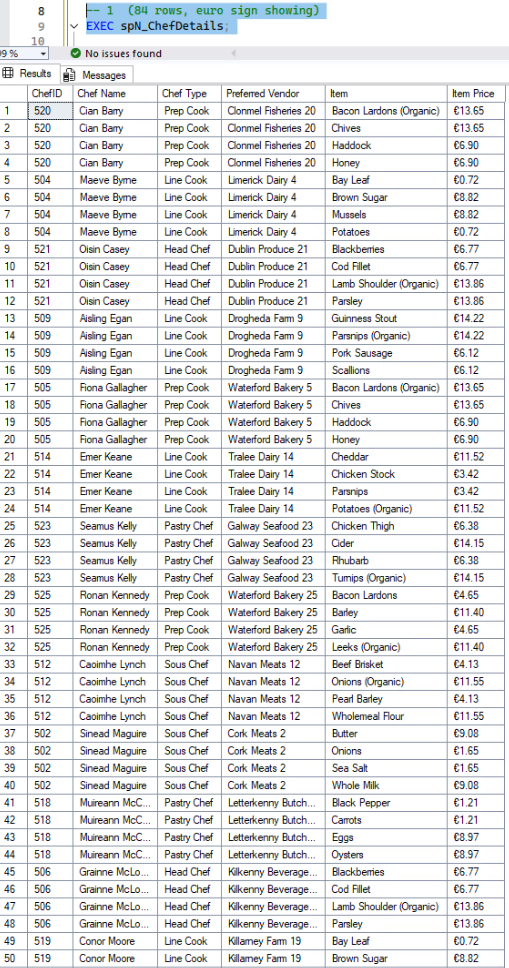 8 -- 1 (84 rows, euro sign showing)
9 EXEC spN_ChefDetails;
10
99 % No issues found
Results Messages
ChefID Chef Name Chef Type Preferred Vendor Item Item Price
1 520 Cian Barry Prep Cook Clonmel Fisheries 20 Bacon Lardons (Organic) €13.65
2 520 Cian Barry Prep Cook Clonmel Fisheries 20 Chives €13.65
3 520 Cian Barry Prep Cook Clonmel Fisheries 20 Haddock €6.90
4 520 Cian Barry Prep Cook Clonmel Fisheries 20 Honey €6.90
5 504 Maeve Byrne Line Cook Limerick Dairy 4 Bay Leaf €0.72
6 504 Maeve Byrne Line Cook Limerick Dairy 4 Brown Sugar €8.82
7 504 Maeve Byrne Line Cook Limerick Dairy 4 Mussels €8.82
8 504 Maeve Byrne Line Cook Limerick Dairy 4 Potatoes €0.72
9 521 Oisin Casey Head Chef Dublin Produce 21 Blackberries €6.77
10 521 Oisin Casey Head Chef Dublin Produce 21 Cod Fillet €6.77
11 521 Oisin Casey Head Chef Dublin Produce 21 Lamb Shoulder (Organic) €13.86
12 521 Oisin Casey Head Chef Dublin Produce 21 Parsley €13.86
13 509 Aisling Egan Line Cook Drogheda Farm 9 Guinness Stout €14.22
14 509 Aisling Egan Line Cook Drogheda Farm 9 Parsnips (Organic) €14.22
15 509 Aisling Egan Line Cook Drogheda Farm 9 Pork Sausage €6.12
16 509 Aisling Egan Line Cook Drogheda Farm 9 Scallions €6.12
17 505 Fiona Gallagher Prep Cook Waterford Bakery 5 Bacon Lardons (Organic) €13.65
18 505 Fiona Gallagher Prep Cook Waterford Bakery 5 Chives €13.65
19 505 Fiona Gallagher Prep Cook Waterford Bakery 5 Haddock €6.90
20 505 Fiona Gallagher Prep Cook Waterford Bakery 5 Honey €6.90
21 514 Emer Keane Line Cook Tralee Dairy 14 Cheddar €11.52
22 514 Emer Keane Line Cook Tralee Dairy 14 Chicken Stock €3.42
23 514 Emer Keane Line Cook Tralee Dairy 14 Parsnips €3.42
24 514 Emer Keane Line Cook Tralee Dairy 14 Potatoes (Organic) €11.52
25 523 Seamus Kelly Pastry Chef Galway Seafood 23 Chicken Thigh €6.38
26 523 Seamus Kelly Pastry Chef Galway Seafood 23 Cider €14.15
27 523 Seamus Kelly Pastry Chef Galway Seafood 23 Rhubarb €6.38
28 523 Seamus Kelly Pastry Chef Galway Seafood 23 Turnips (Organic) €14.15
29 525 Ronan Kennedy Prep Cook Waterford Bakery 25 Bacon Lardons €4.65
30 525 Ronan Kennedy Prep Cook Waterford Bakery 25 Barley €11.40
31 525 Ronan Kennedy Prep Cook Waterford Bakery 25 Garlic €4.65
32 525 Ronan Kennedy Prep Cook Waterford Bakery 25 Leeks (Organic) €11.40
33 512 Caoimhe Lynch Sous Chef Navan Meats 12 Beef Brisket €4.13
34 512 Caoimhe Lynch Sous Chef Navan Meats 12 Onions (Organic) €11.55
35 512 Caoimhe Lynch Sous Chef Navan Meats 12 Pearl Barley €4.13
36 512 Caoimhe Lynch Sous Chef Navan Meats 12 Wholemeal Flour €11.55
37 502 Sinead Maguire Sous Chef Cork Meats 2 Butter €9.08
38 502 Sinead Maguire Sous Chef Cork Meats 2 Onions €1.65
39 502 Sinead Maguire Sous Chef Cork Meats 2 Sea Salt €1.65
40 502 Sinead Maguire Sous Chef Cork Meats 2 Whole Milk €9.08
41 518 Muireann McC... Pastry Chef Letterkenny Butch... Black Pepper €1.21
42 518 Muireann McC... Pastry Chef Letterkenny Butch... Carrots €1.21
43 518 Muireann McC... Pastry Chef Letterkenny Butch... Eggs €8.97
44 518 Muireann McC... Pastry Chef Letterkenny Butch... Oysters €8.97
45 506 Grainne McLo... Head Chef Kilkenny Beverage... Blackberries €6.77
46 506 Grainne McLo... Head Chef Kilkenny Beverage... Cod Fillet €6.77
47 506 Grainne McLo... Head Chef Kilkenny Beverage... Lamb Shoulder (Organic) €13.86
48 506 Grainne McLo... Head Chef Kilkenny Beverage... Parsley €13.86
49 519 Conor Moore Line Cook Killarney Farm 19 Bay Leaf €0.72
50 519 Conor Moore Line Cook Killarney Farm 19 Brown Sugar €8.82